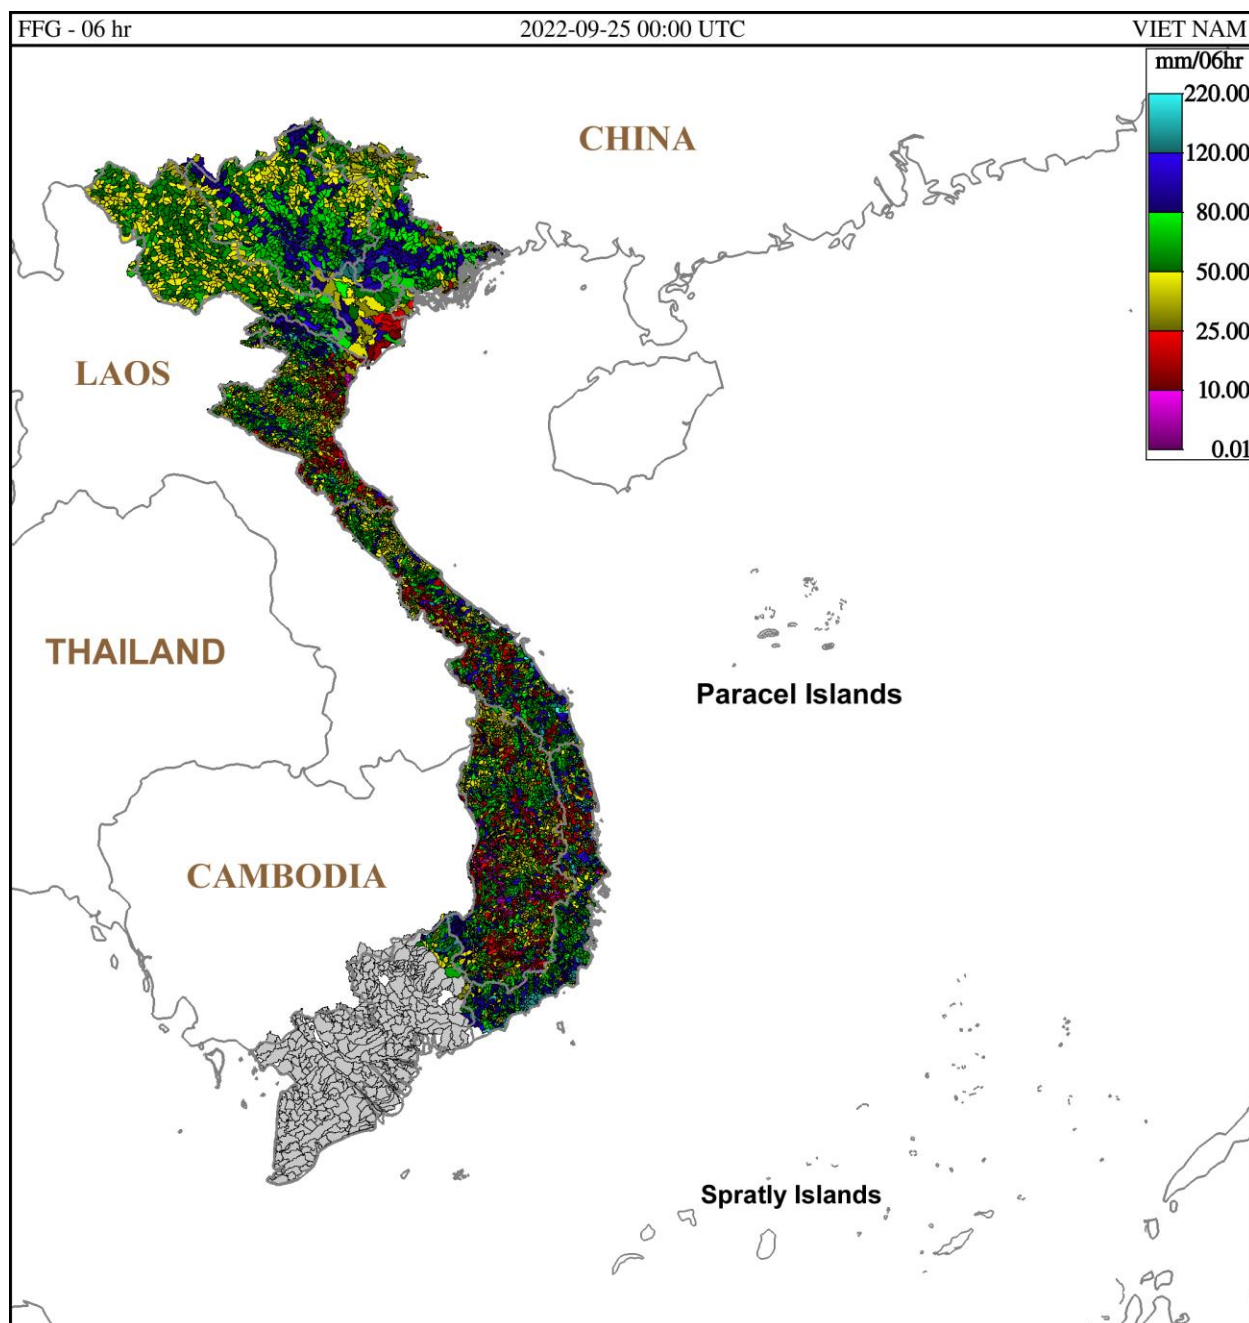 FFG - 06 hr 2022-09-25 00:00 UTC VIET NAM
mm/06hr
220.00
120.00
80.00
50.00
25.00
10.00
0.01
CHINA
LAOS
THAILAND
Paracel Islands
CAMBODIA
Spratly Islands